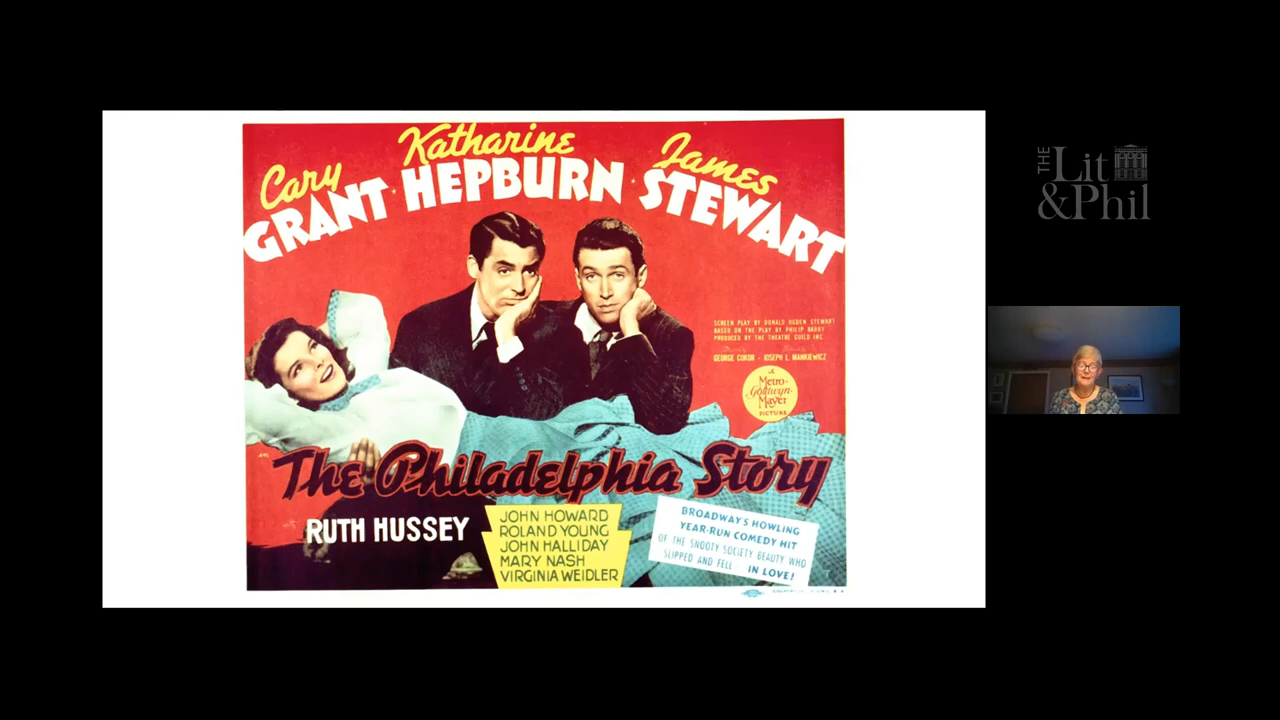 Cary
GRANT
Katharine
HEPBURN
James
STEWART
SCREEN PLAY BY DONALD OGDEN STEWART
BASED ON THE PLAY BY PHILIP BARRY
PRODUCED BY THE THEATRE GUILD INC.
GEORGE CUKOR - JOSEPH L. MANKIEWICZ
A
Metro-
Goldwyn-
Mayer
PICTURE
The Philadelphia Story
RUTH HUSSEY
JOHN HOWARD
ROLAND YOUNG
JOHN HALLIDAY
MARY NASH
VIRGINIA WEIDLER
BROADWAY'S HOWLING
YEAR-RUN COMEDY HIT
OF THE SNOOTY SOCIETY BEAUTY WHO
SLIPPED AND FELL IN LOVE!
THE
Lit
&Phil